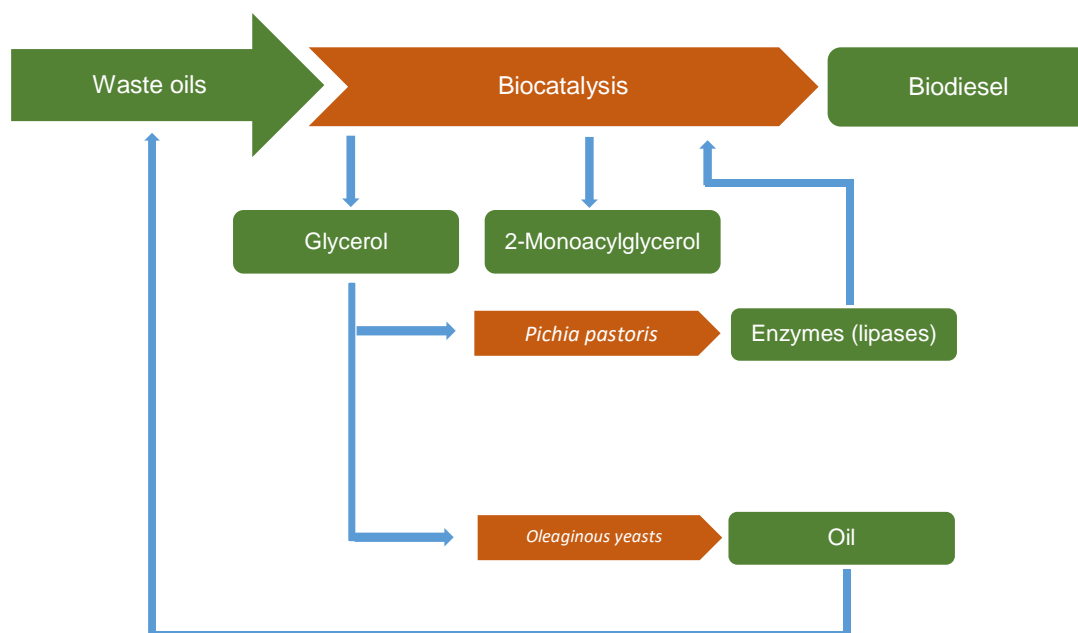 Waste oils
Biocatalysis
Biodiesel
Glycerol
2-Monoacylglycerol
Pichia pastoris
Enzymes (lipases)
Oleaginous yeasts
Oil